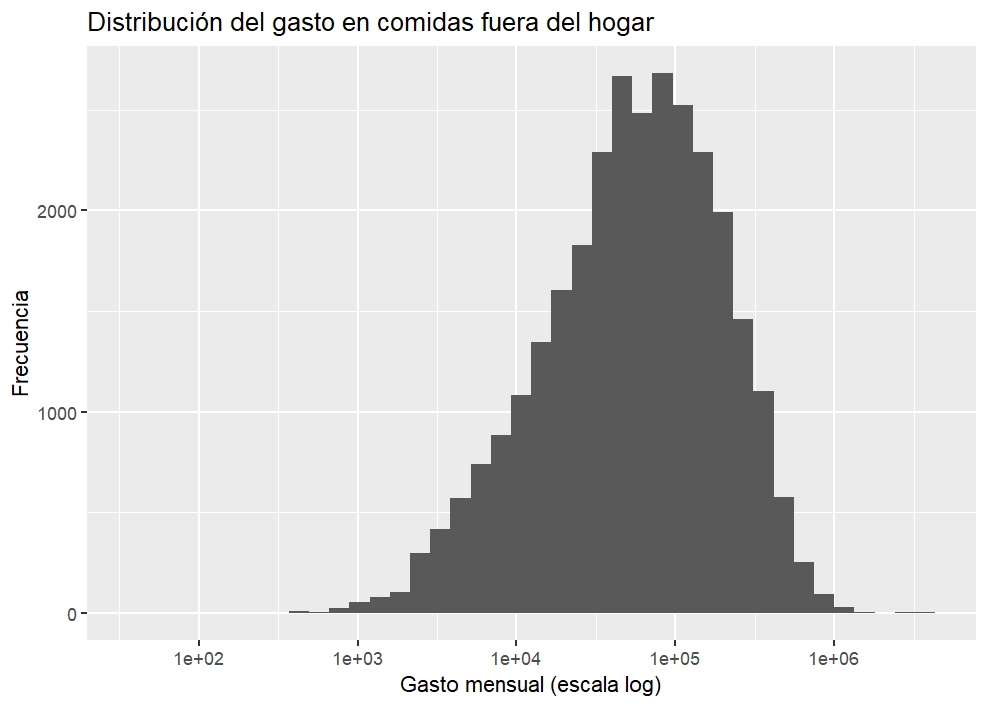 Distribución del gasto en comidas fuera del hogar
Frecuencia
2000
1000
0
1e+02 1e+03 1e+04 1e+05 1e+06
Gasto mensual (escala log)